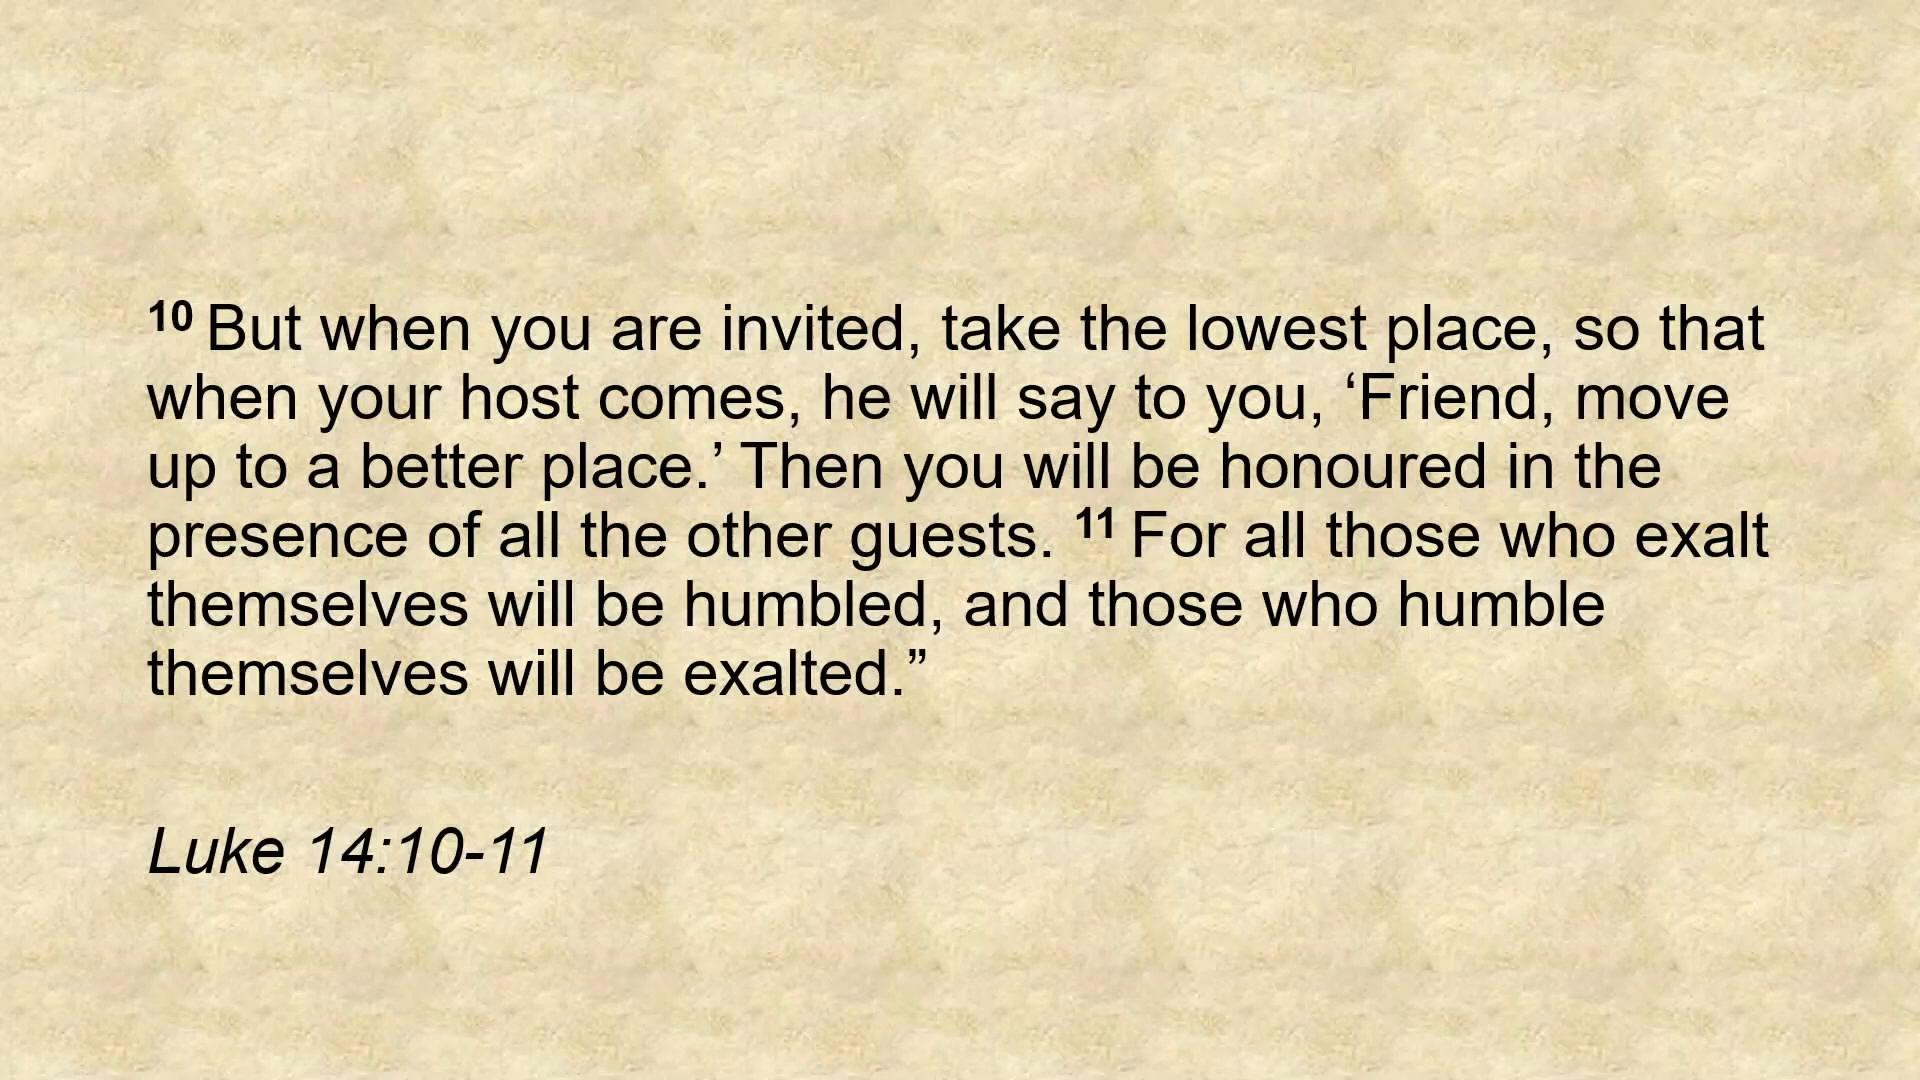 10 But when you are invited, take the lowest place, so that
when your host comes, he will say to you, ‘Friend, move
up to a better place.’ Then you will be honoured in the
presence of all the other guests. 11 For all those who exalt
themselves will be humbled, and those who humble
themselves will be exalted.”
Luke 14:10-11